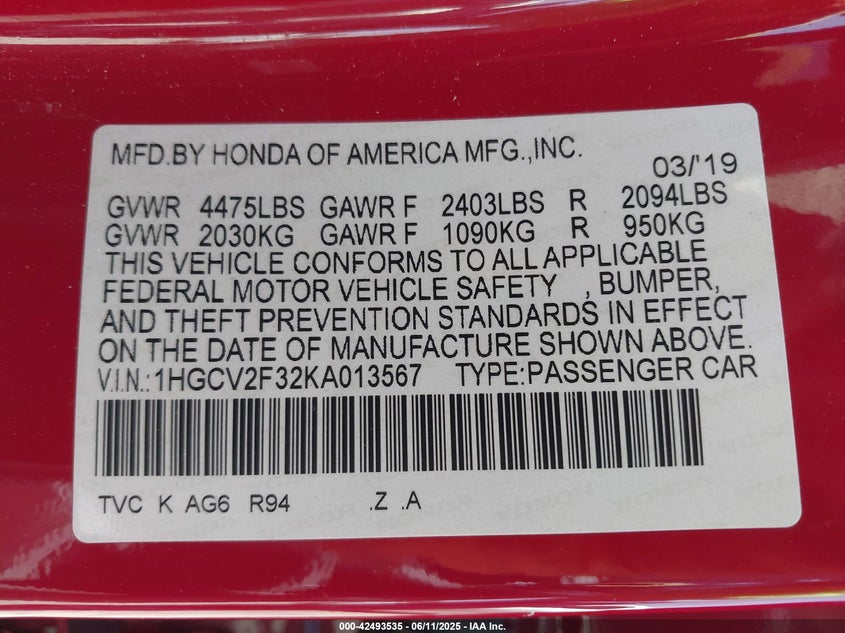 MFD.BY HONDA OF AMERICA MFG.,INC.
03/'19
GVWR 4475LBS GAWR F 2403LBS R 2094LBS
GVWR 2030KG GAWR F 1090KG R 950KG
THIS VEHICLE CONFORMS TO ALL APPLICABLE
FEDERAL MOTOR VEHICLE SAFETY , BUMPER,
AND THEFT PREVENTION STANDARDS IN EFFECT
ON THE DATE OF MANUFACTURE SHOWN ABOVE.
V.I.N.:1HGCV2F32KA013567 TYPE:PASSENGER CAR
TVC K AG6 R94 .Z .A
000-42493535 - 06/11/2025 - IAA Inc.